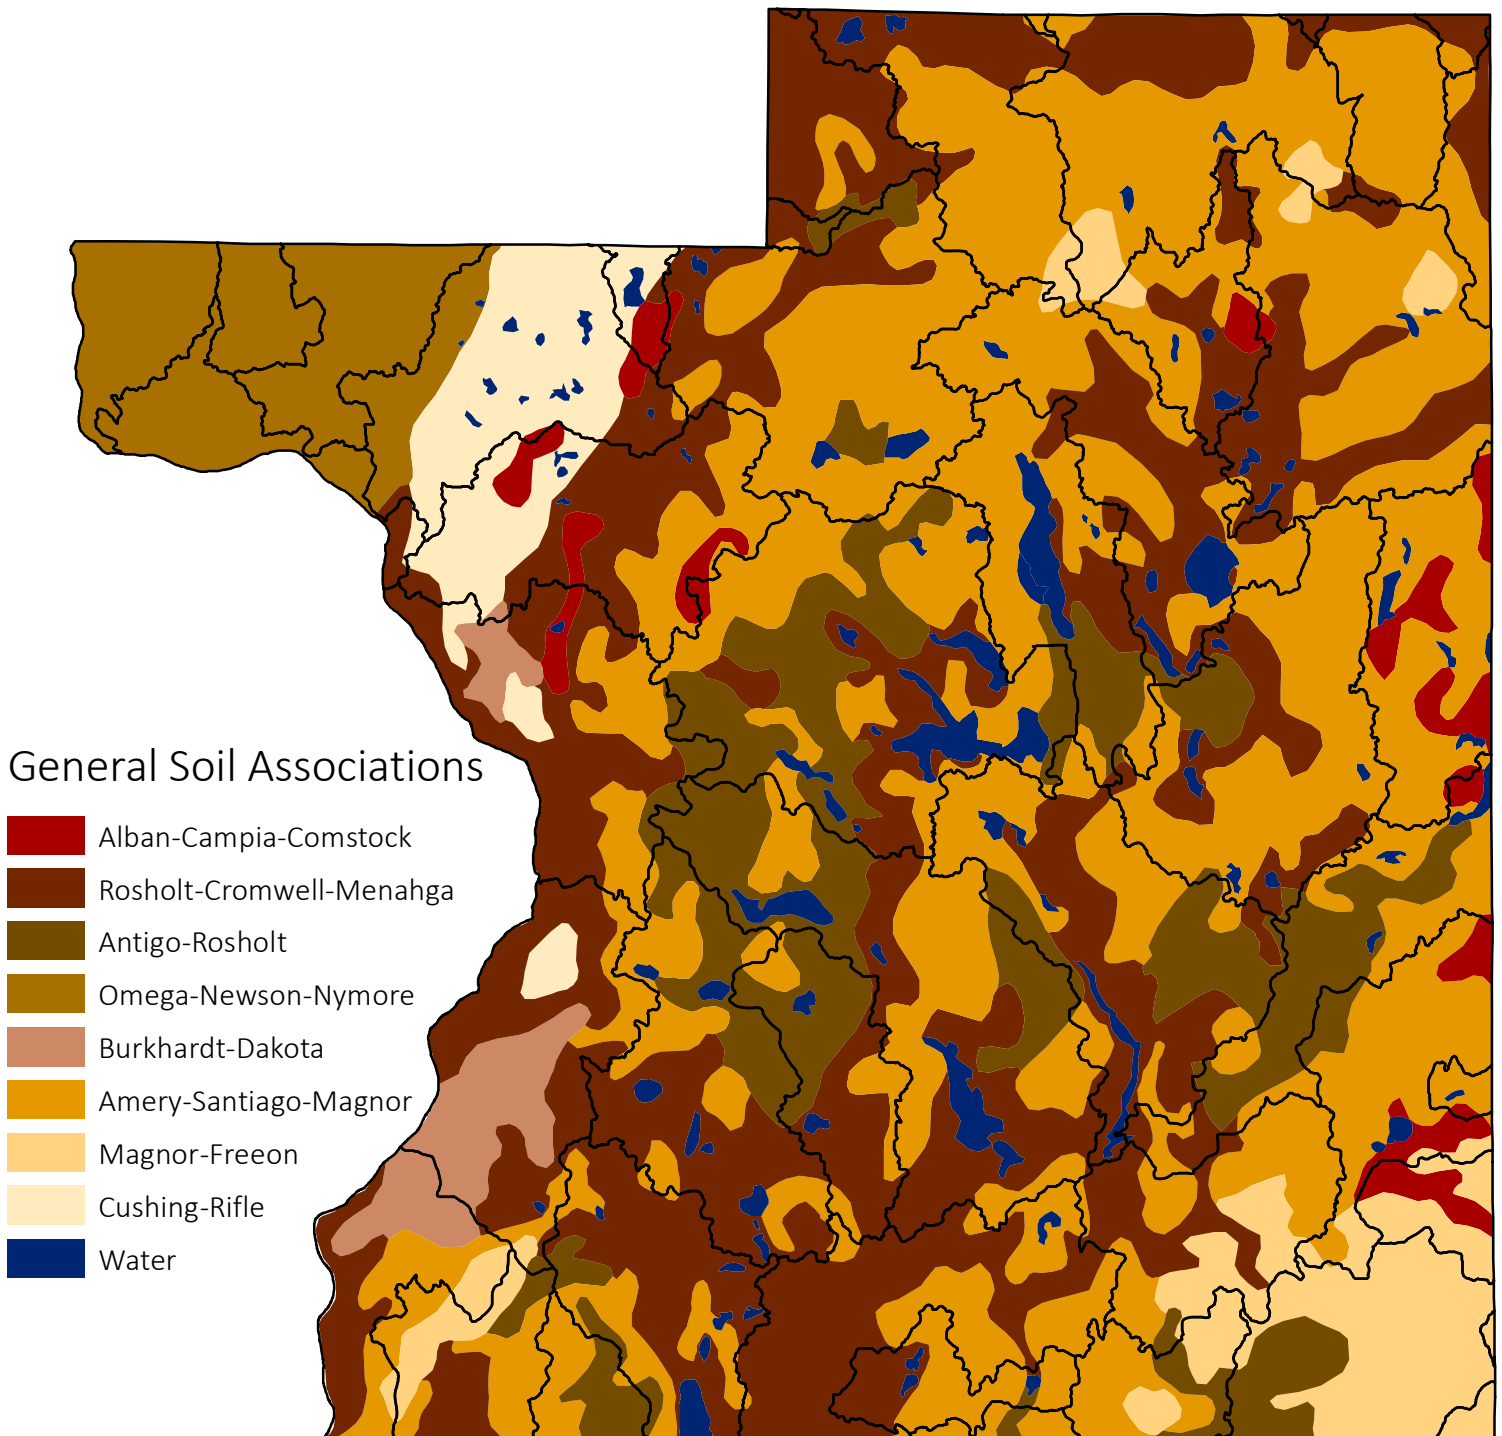 General Soil Associations
Alban-Campia-Comstock
Rosholt-Cromwell-Menahga
Antigo-Rosholt
Omega-Newson-Nymore
Burkhardt-Dakota
Amery-Santiago-Magnor
Magnor-Freeon
Cushing-Rifle
Water